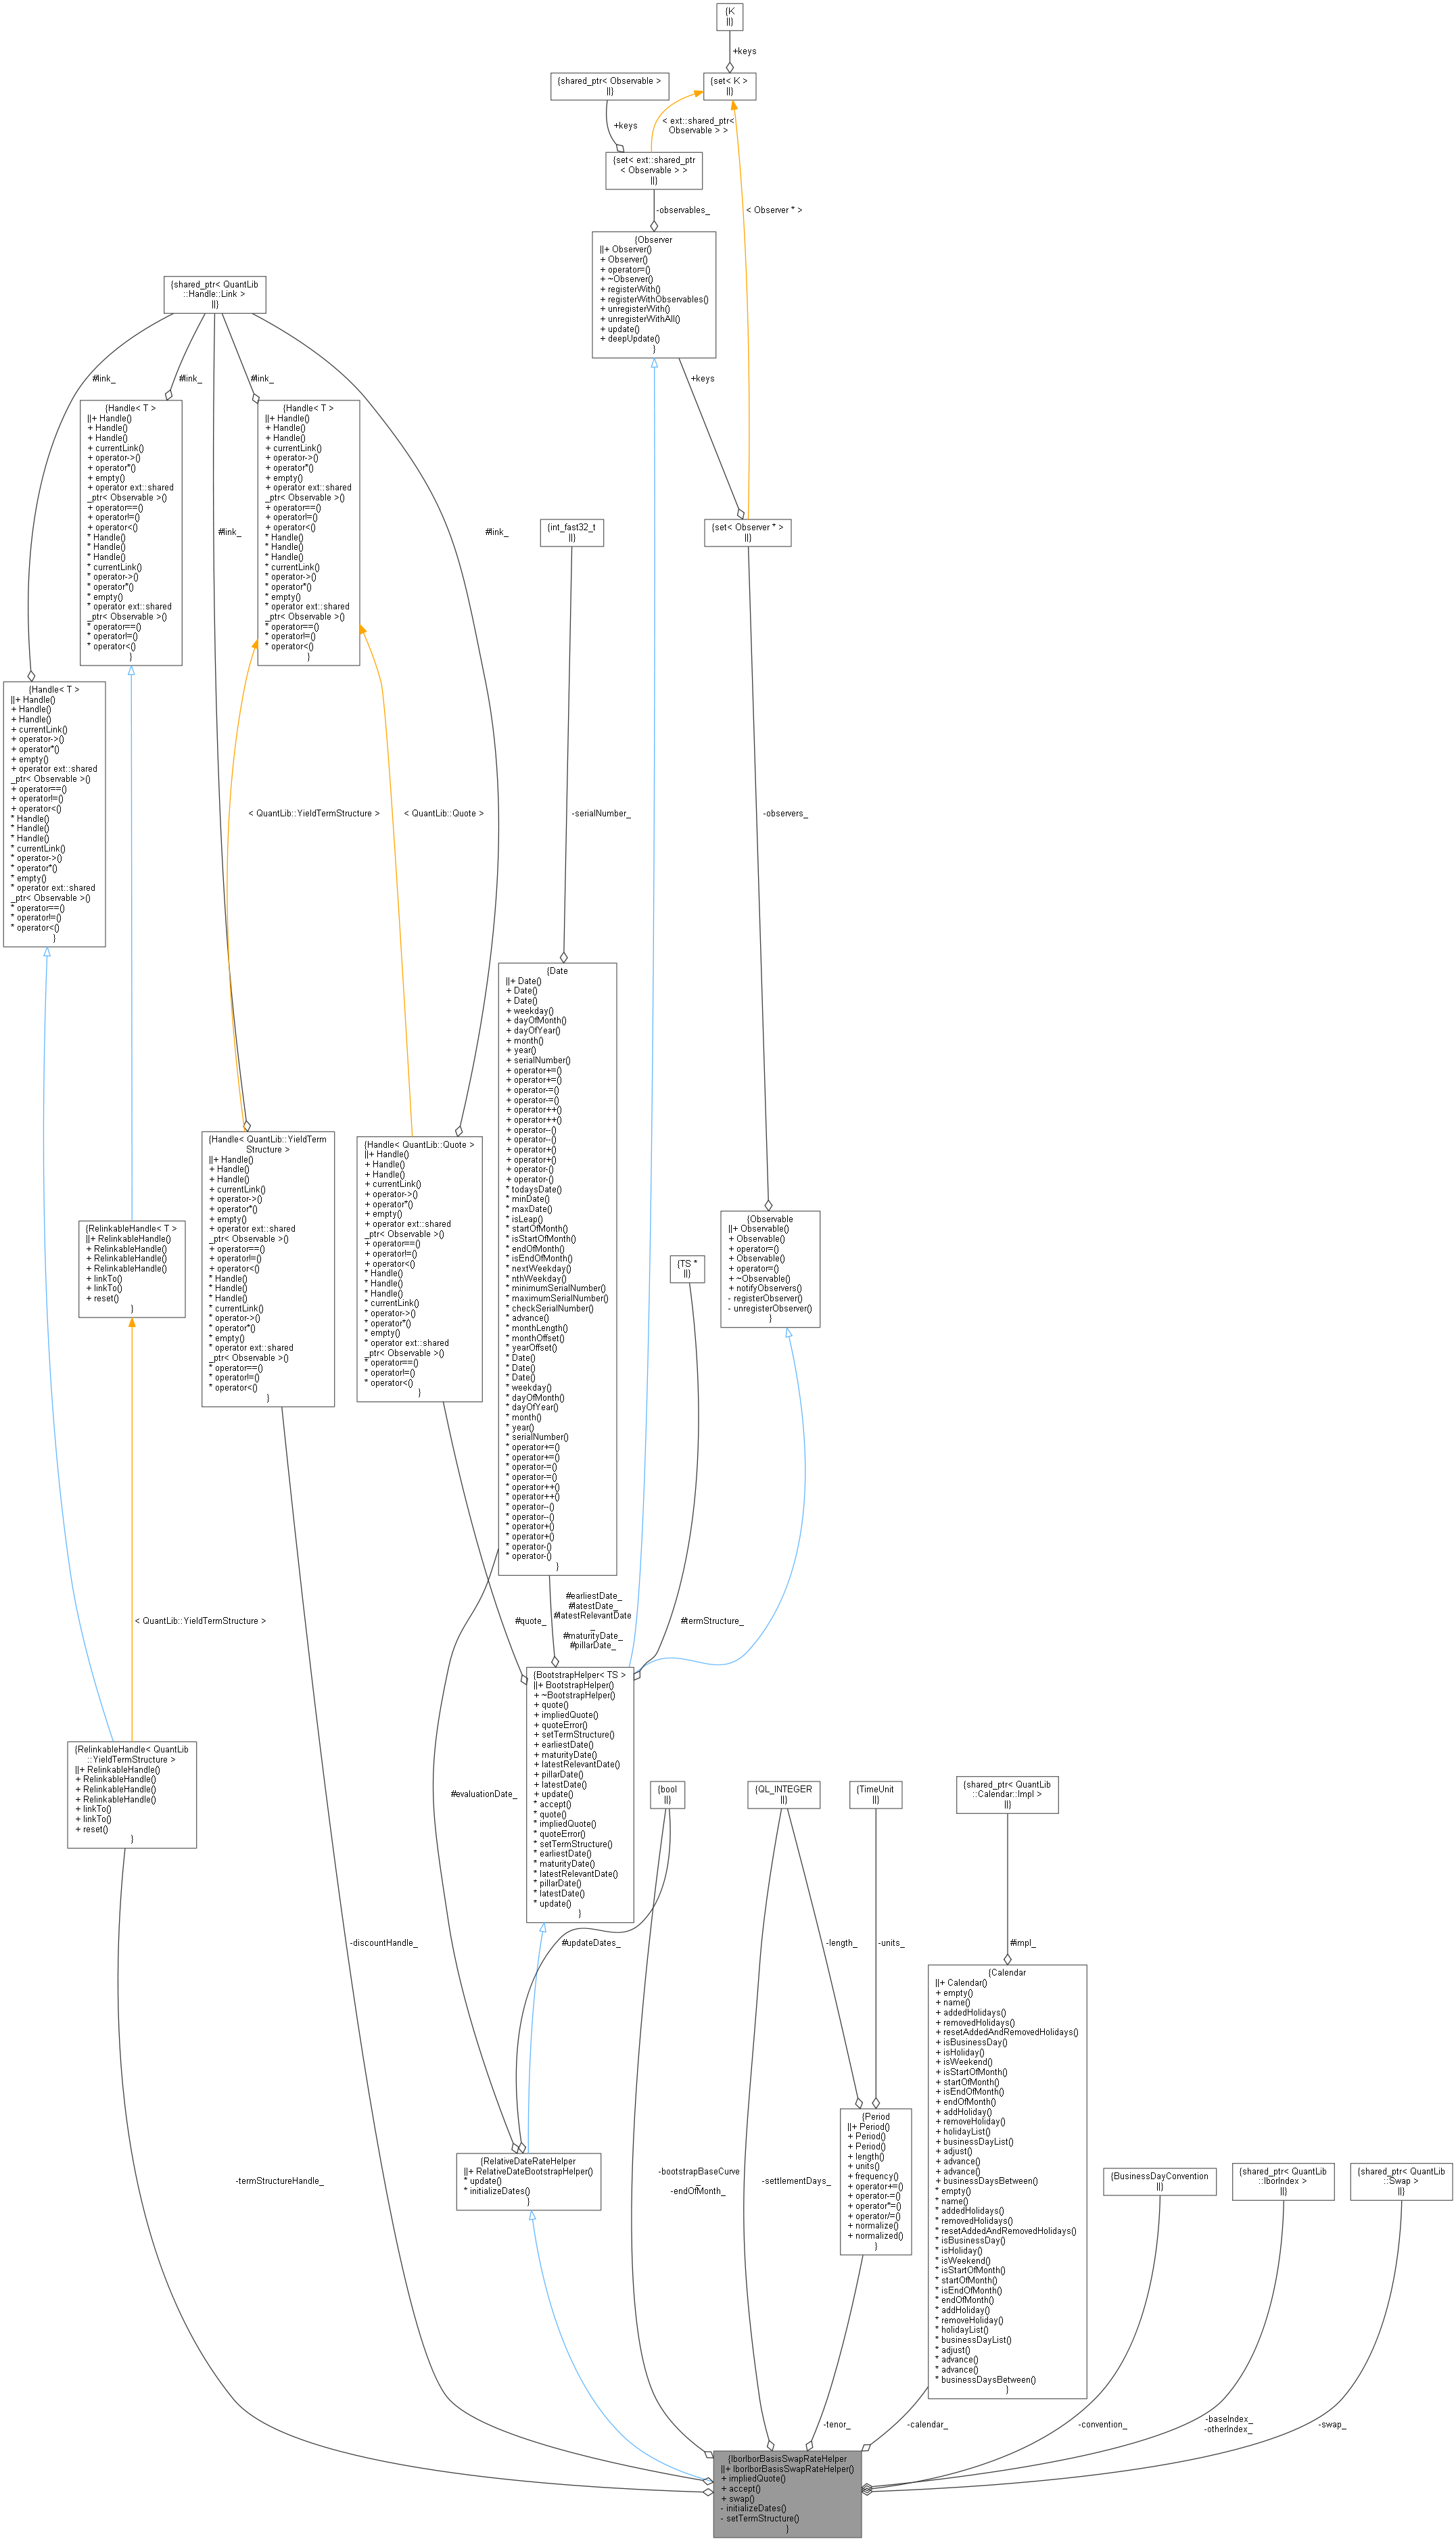 {K
||}
+keys
{shared_ptr< Observable >
||}
{set< K >
||}
+keys
< ext::shared_ptr<
Observable > >
{set< ext::shared_ptr
< Observable > >
||}
-observables_
< Observer * >
{Observer
||+ Observer()
+ Observer()
+ operator=()
+ ~Observer()
+ registerWith()
+ registerWithObservables()
+ unregisterWith()
+ unregisterWithAll()
+ update()
+ deepUpdate()
}
{shared_ptr< QuantLib
::Handle::Link >
||}
#link_
#link_
#link_
+keys
{Handle< T >
||+ Handle()
+ Handle()
+ Handle()
+ currentLink()
+ operator->()
+ operator*()
+ empty()
+ operator ext::shared
_ptr< Observable >()
+ operator==()
+ operator!=()
+ operator<()
* Handle()
* Handle()
* Handle()
* currentLink()
* operator->()
* operator*()
* empty()
* operator ext::shared
_ptr< Observable >()
* operator==()
* operator!=()
* operator<()
}
{Handle< T >
||+ Handle()
+ Handle()
+ Handle()
+ currentLink()
+ operator->()
+ operator*()
+ empty()
+ operator ext::shared
_ptr< Observable >()
+ operator==()
+ operator!=()
+ operator<()
* Handle()
* Handle()
* Handle()
* currentLink()
* operator->()
* operator*()
* empty()
* operator ext::shared
_ptr< Observable >()
* operator==()
* operator!=()
* operator<()
}
#link_
#link_
{int_fast32_t
||}
{set< Observer * >
||}
{Handle< T >
||+ Handle()
+ Handle()
+ Handle()
+ currentLink()
+ operator->()
+ operator*()
+ empty()
+ operator ext::shared
_ptr< Observable >()
+ operator==()
+ operator!=()
+ operator<()
* Handle()
* Handle()
* Handle()
* currentLink()
* operator->()
* operator*()
* empty()
* operator ext::shared
_ptr< Observable >()
* operator==()
* operator!=()
* operator<()
}
< QuantLib::YieldTermStructure >
< QuantLib::Quote >
-serialNumber_
-observers_
{Date
||+ Date()
+ Date()
+ Date()
+ weekday()
+ dayOfMonth()
+ dayOfYear()
+ month()
+ year()
+ serialNumber()
+ operator+=()
+ operator+=()
+ operator-=()
+ operator-=()
+ operator++()
+ operator++()
+ operator--()
+ operator--()
+ operator+()
+ operator+()
+ operator-()
+ operator-()
* todaysDate()
* minDate()
* maxDate()
* isLeap()
* startOfMonth()
* isStartOfMonth()
* endOfMonth()
* isEndOfMonth()
* nextWeekday()
* nthWeekday()
* minimumSerialNumber()
* maximumSerialNumber()
* checkSerialNumber()
* advance()
* monthLength()
* monthOffset()
* yearOffset()
* Date()
* Date()
* Date()
* weekday()
* dayOfMonth()
* dayOfYear()
* month()
* year()
* serialNumber()
* operator+=()
* operator+=()
* operator-=()
* operator-=()
* operator++()
* operator++()
* operator--()
* operator--()
* operator+()
* operator+()
* operator-()
* operator-()
}
{Handle< QuantLib::YieldTerm
Structure >
||+ Handle()
+ Handle()
+ Handle()
+ currentLink()
+ operator->()
+ operator*()
+ empty()
+ operator ext::shared
_ptr< Observable >()
+ operator==()
+ operator!=()
+ operator<()
* Handle()
* Handle()
* Handle()
* currentLink()
* operator->()
* operator*()
* empty()
* operator ext::shared
_ptr< Observable >()
* operator==()
* operator!=()
* operator<()
}
{Handle< QuantLib::Quote >
||+ Handle()
+ Handle()
+ Handle()
+ currentLink()
+ operator->()
+ operator*()
+ empty()
+ operator ext::shared
_ptr< Observable >()
+ operator==()
+ operator!=()
+ operator<()
* Handle()
* Handle()
* Handle()
* currentLink()
* operator->()
* operator*()
* empty()
* operator ext::shared
_ptr< Observable >()
* operator==()
* operator!=()
* operator<()
}
{RelinkableHandle< T >
||+ RelinkableHandle()
+ RelinkableHandle()
+ RelinkableHandle()
+ RelinkableHandle()
+ linkTo()
+ linkTo()
+ reset()
}
{TS *
||}
{Observable
||+ Observable()
+ Observable()
+ operator=()
+ Observable()
+ operator=()
+ ~Observable()
+ notifyObservers()
- registerObserver()
- unregisterObserver()
}
< QuantLib::YieldTermStructure >
#quote_
#earliestDate_
#latestDate_
#latestRelevantDate
_
#maturityDate_
#pillarDate_
#termStructure_
{BootstrapHelper< TS >
||+ BootstrapHelper()
+ ~BootstrapHelper()
+ quote()
+ impliedQuote()
+ quoteError()
+ setTermStructure()
+ earliestDate()
+ maturityDate()
+ latestRelevantDate()
+ pillarDate()
+ latestDate()
+ update()
* accept()
* quote()
* impliedQuote()
* quoteError()
* setTermStructure()
* earliestDate()
* maturityDate()
* latestRelevantDate()
* pillarDate()
* latestDate()
* update()
}
{RelinkableHandle< QuantLib
::YieldTermStructure >
||+ RelinkableHandle()
+ RelinkableHandle()
+ RelinkableHandle()
+ RelinkableHandle()
+ linkTo()
+ linkTo()
+ reset()
}
#evaluationDate_
{bool
||}
{QL_INTEGER
||}
{TimeUnit
||}
{shared_ptr< QuantLib
::Calendar::Impl >
||}
-discountHandle_
#updateDates_
-length_
-units_
#impl_
{Calendar
||+ Calendar()
+ empty()
+ name()
+ addedHolidays()
+ removedHolidays()
+ resetAddedAndRemovedHolidays()
+ isBusinessDay()
+ isHoliday()
+ isWeekend()
+ isStartOfMonth()
+ startOfMonth()
+ isEndOfMonth()
+ endOfMonth()
+ addHoliday()
+ removeHoliday()
+ holidayList()
+ businessDayList()
+ adjust()
+ advance()
+ advance()
+ businessDaysBetween()
* empty()
* name()
* addedHolidays()
* removedHolidays()
* resetAddedAndRemovedHolidays()
* isBusinessDay()
* isHoliday()
* isWeekend()
* isStartOfMonth()
* startOfMonth()
* isEndOfMonth()
* endOfMonth()
* addHoliday()
* removeHoliday()
* holidayList()
* businessDayList()
* adjust()
* advance()
* advance()
* businessDaysBetween()
}
{Period
||+ Period()
+ Period()
+ Period()
+ length()
+ units()
+ frequency()
+ operator+=()
+ operator-=()
+ operator*=()
+ operator/=()
+ normalize()
+ normalized()
}
{RelativeDateRateHelper
||+ RelativeDateBootstrapHelper()
* update()
* initializeDates()
}
-termStructureHandle_
-bootstrapBaseCurve
_
-endOfMonth_
-settlementDays_
{BusinessDayConvention
||}
{shared_ptr< QuantLib
::IborIndex >
||}
{shared_ptr< QuantLib
::Swap >
||}
-tenor_
-calendar_
-convention_
-baseIndex_
-otherIndex_
-swap_
{IborIborBasisSwapRateHelper
||+ IborIborBasisSwapRateHelper()
+ impliedQuote()
+ accept()
+ swap()
- initializeDates()
- setTermStructure()
}